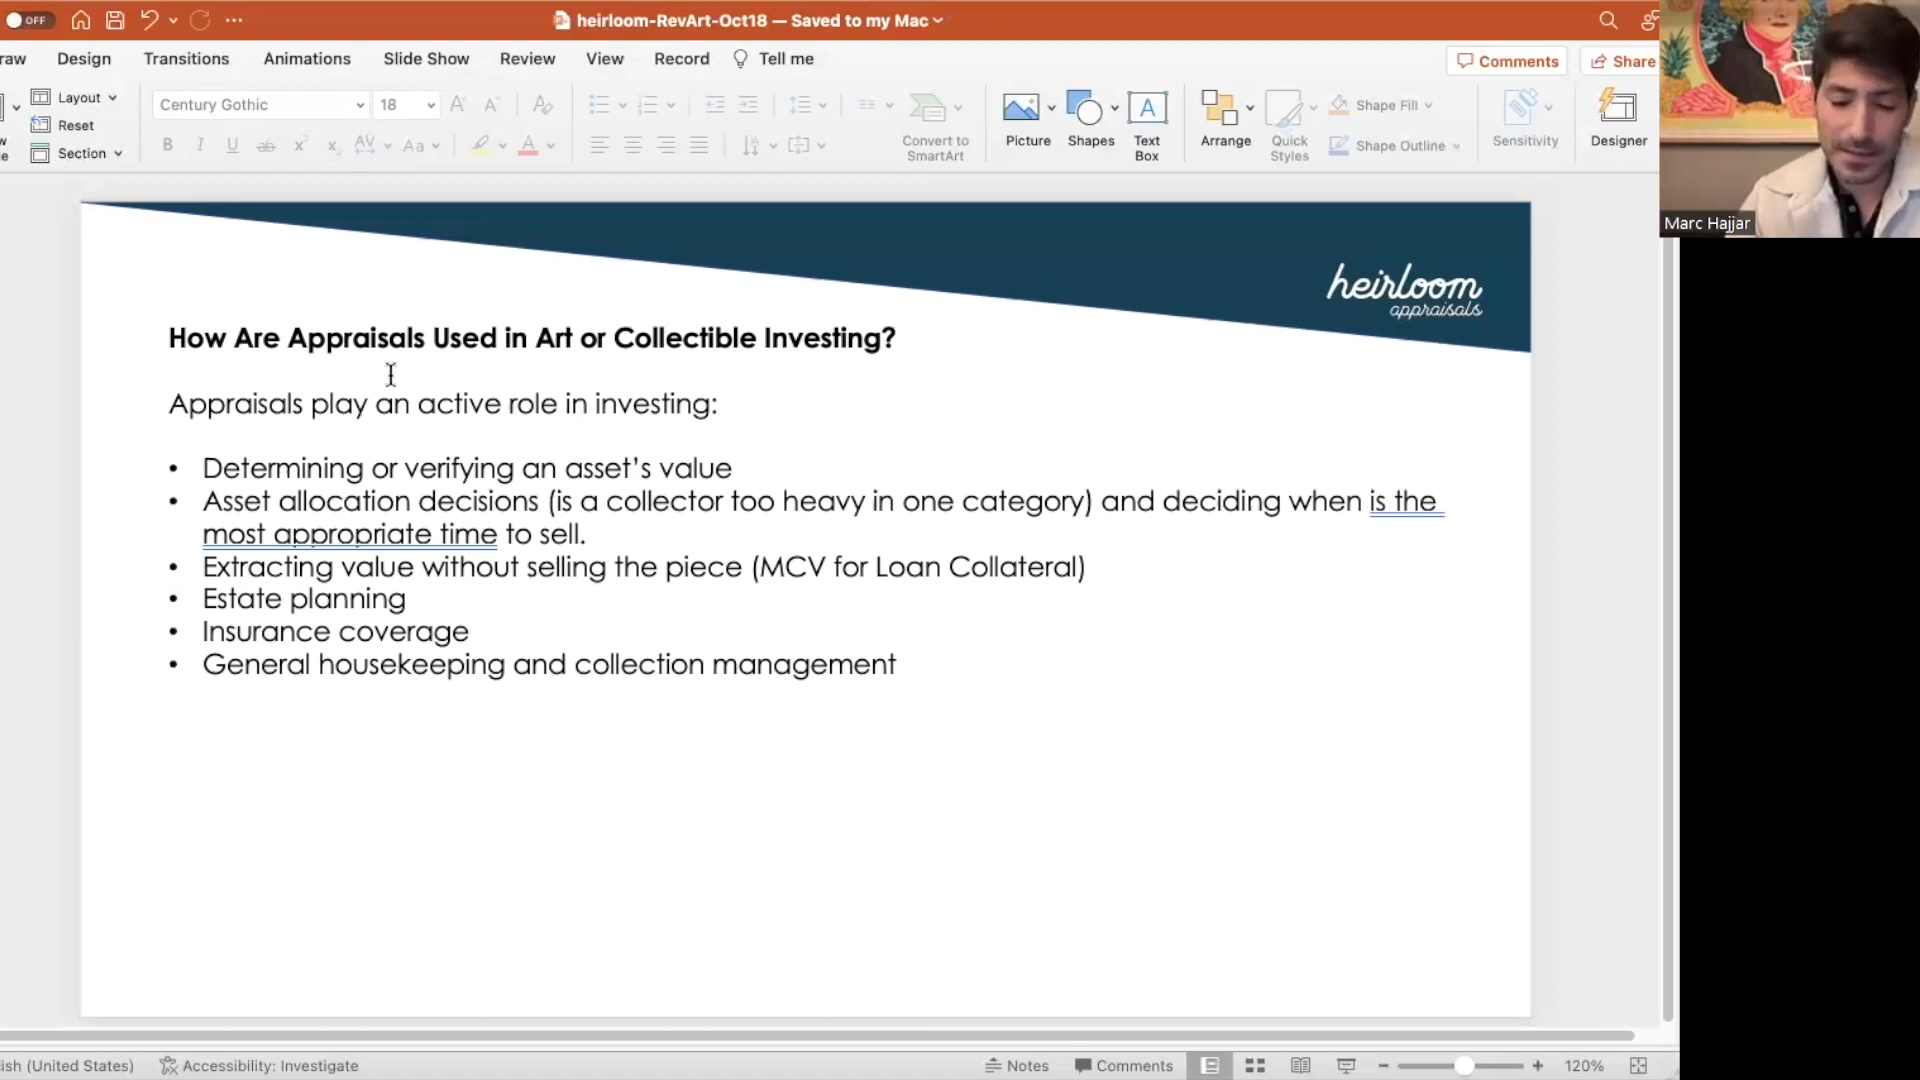 OFF
heirloom-RevArt-Oct18 — Saved to my Mac
raw Design Transitions Animations Slide Show Review View Record Tell me Comments Share
Layout
Reset
Section
Century Gothic 18
Convert to SmartArt
Picture
Shapes
Text Box
Arrange
Quick Styles
Shape Fill
Shape Outline
Sensitivity
Designer
Marc Hajjar
heirloom
appraisals
How Are Appraisals Used in Art or Collectible Investing?
Appraisals play an active role in investing:
• Determining or verifying an asset’s value
• Asset allocation decisions (is a collector too heavy in one category) and deciding when is the
most appropriate time to sell.
• Extracting value without selling the piece (MCV for Loan Collateral)
• Estate planning
• Insurance coverage
• General housekeeping and collection management
ish (United States) Accessibility: Investigate Notes Comments 120%